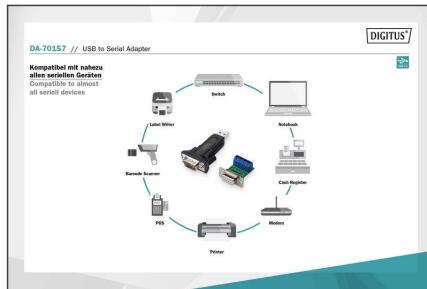 DIGITUS®
DA-70157 // USB to Serial Adapter
Kompatibel mit nahezu
allen seriellen Geräten
Compatible to almost
all seriell devices
Switch
Label Writer
Notebook
Barcode Scanner
Cash Register
POS
Modem
Printer